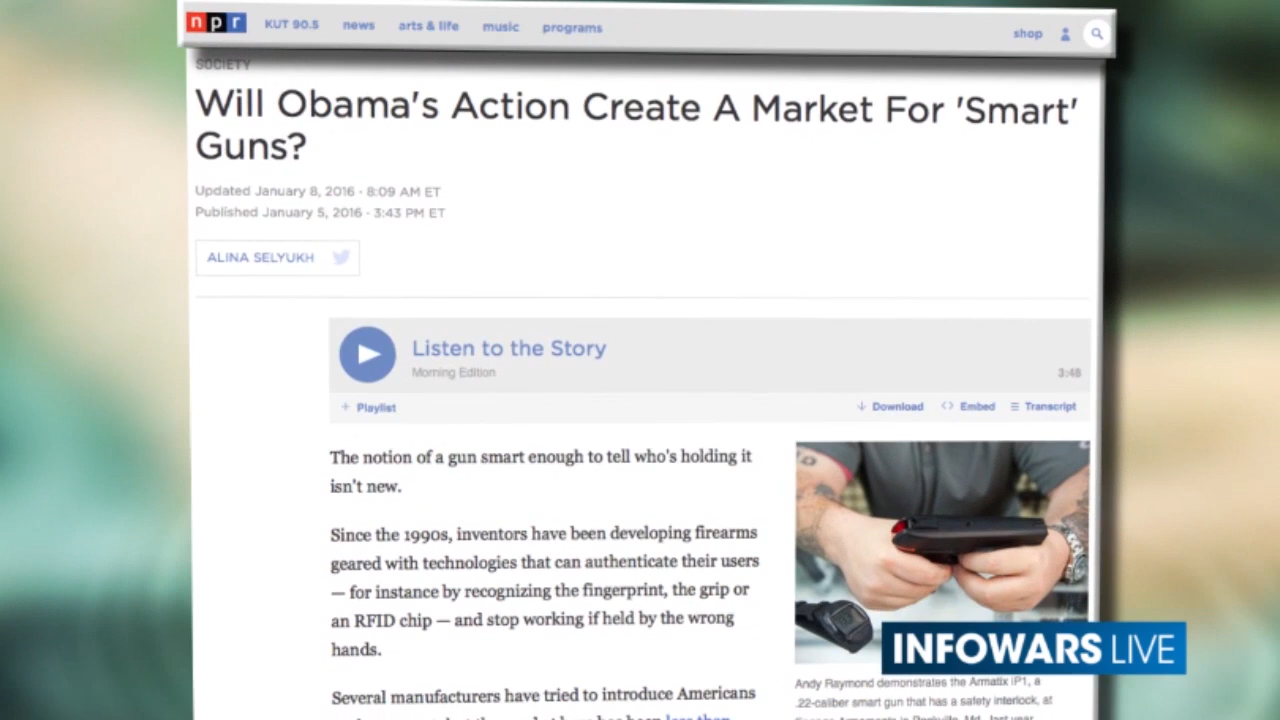 npr KUT 90.5 news arts & life music programs shop
SOCIETY
Will Obama's Action Create A Market For 'Smart'
Guns?
Updated January 8, 2016 · 8:09 AM ET
Published January 5, 2016 · 3:43 PM ET
ALINA SELYUKH
Listen to the Story
Morning Edition
3:48
+ Playlist
Download
Embed
Transcript
The notion of a gun smart enough to tell who's holding it
isn't new.
Since the 1990s, inventors have been developing firearms
geared with technologies that can authenticate their users
— for instance by recognizing the fingerprint, the grip or
an RFID chip — and stop working if held by the wrong
hands.
Several manufacturers have tried to introduce Americans
less than
INFOWARS LIVE
Andy Raymond demonstrates the Armatix iP1, a
.22-caliber smart gun that has a safety interlock, at
Md., last year